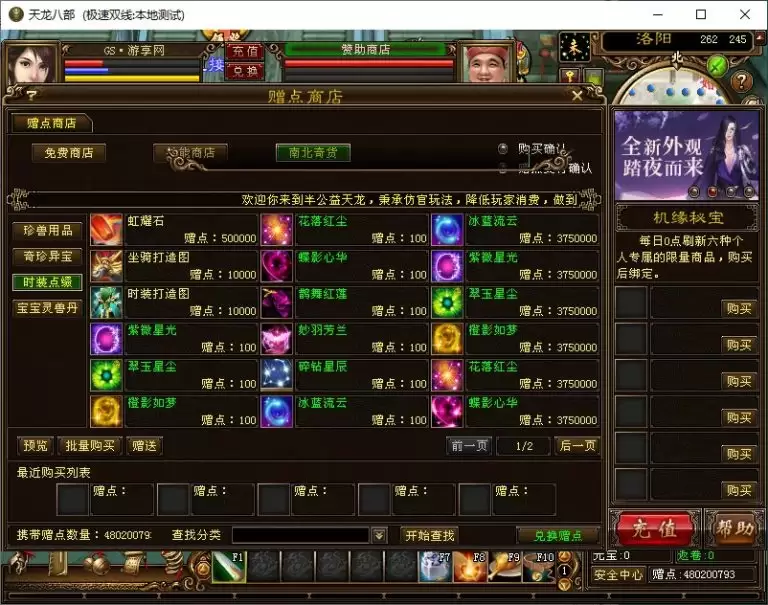 天龙八部 (极速双线:本地测试)
GS·游享网
充值
兑换
接
赞助商店
未
洛阳
262 245
北
?
?
赠点商店
赠点商店
免费商店
功能商店
南北奇货
购买确认
欢迎你来到半公益天龙，秉承仿官玩法，降低玩家消费，做到
珍兽用品
奇珍异宝
时装点缀
宝宝灵兽丹
虹耀石
赠点：500000
花落红尘
赠点：100
冰蓝流云
赠点：3750000
坐骑打造图
赠点：10000
蝶影心华
赠点：100
紫微星光
赠点：3750000
时装打造图
赠点：10000
鹊舞红莲
赠点：100
翠玉星尘
赠点：3750000
紫微星光
赠点：100
妙羽芳兰
赠点：100
橙影如梦
赠点：3750000
翠玉星尘
赠点：100
碎钻星辰
赠点：100
花落红尘
赠点：3750000
橙影如梦
赠点：100
冰蓝流云
赠点：100
蝶影心华
赠点：3750000
预览
批量购买
赠送
前一页
1/2
后一页
最近购买列表
赠点：
赠点：
赠点：
赠点：
赠点：
携带赠点数量：48020079
查找分类
开始查找
兑换赠点
全新外观
踏夜而来
机缘秘宝
每日0点刷新六种个
人专属的限量商品，购买
后绑定。
购买
购买
购买
购买
购买
购买
充值
帮助
F1
F7
F8
F9
F10
1
元宝:0
安全中心
赠点:480200793